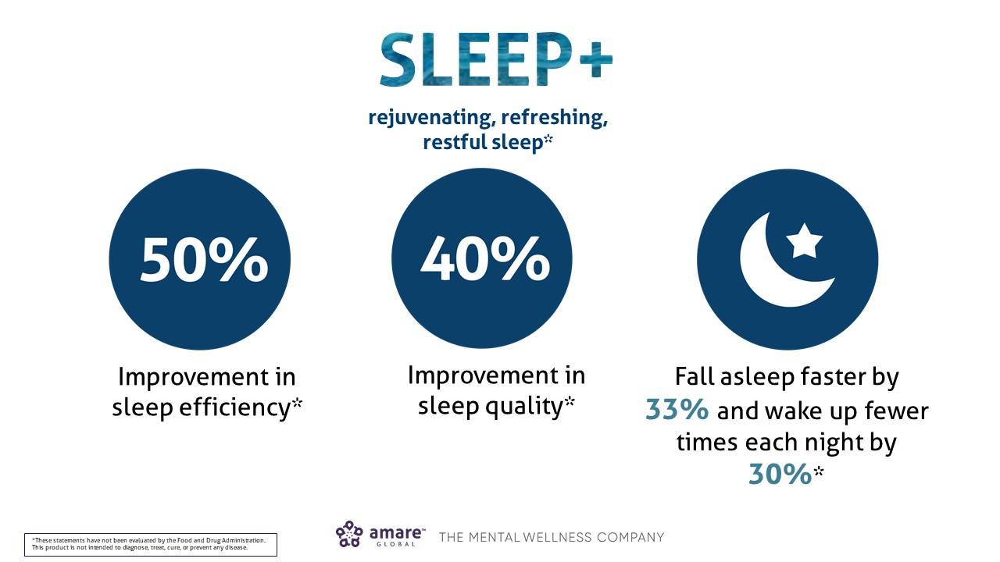 SLEEP+
rejuvenating, refreshing,
restful sleep*
50%
Improvement in
sleep efficiency*
40%
Improvement in
sleep quality*
Fall asleep faster by
33% and wake up fewer
times each night by
30%*
*These statements have not been evaluated by the Food and Drug Administration.
This product is not intended to diagnose, treat, cure, or prevent any disease.
amare™
GLOBAL
THE MENTAL WELLNESS COMPANY